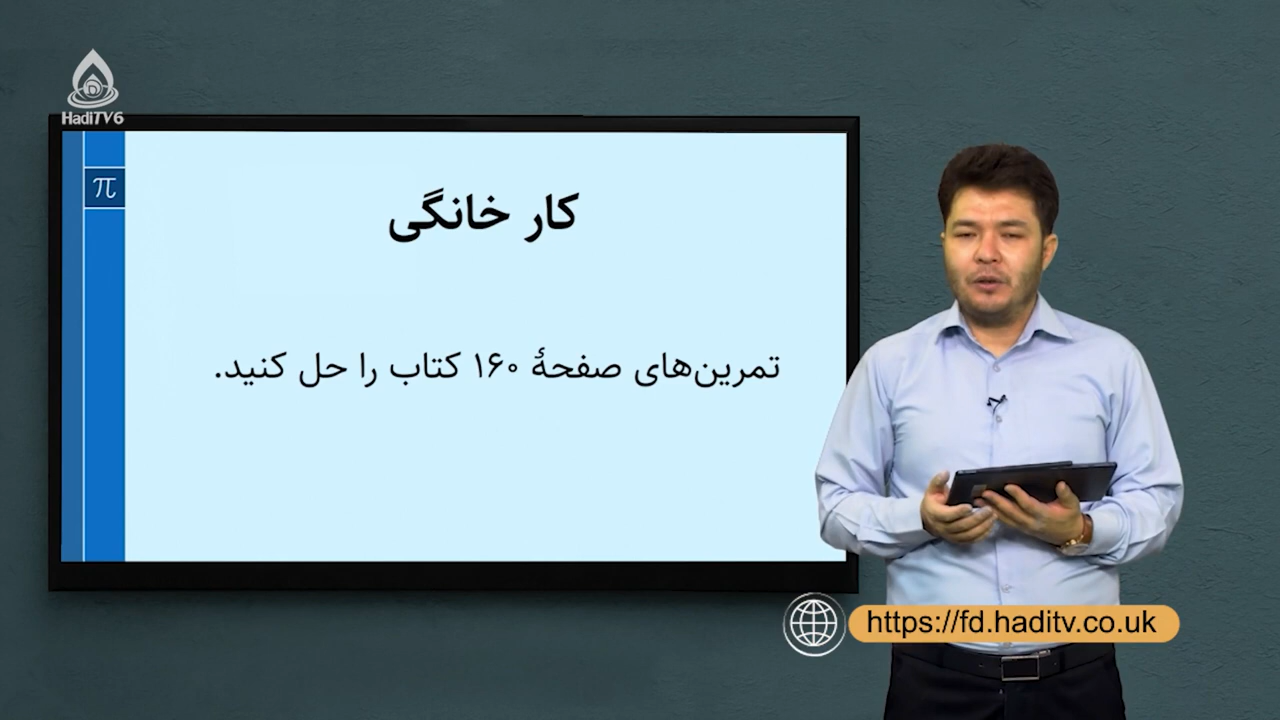 HadiTV6
π
کار خانگی
تمرین‌های صفحهٔ ۱۶۰ کتاب را حل کنید.
https://fd.haditv.co.uk